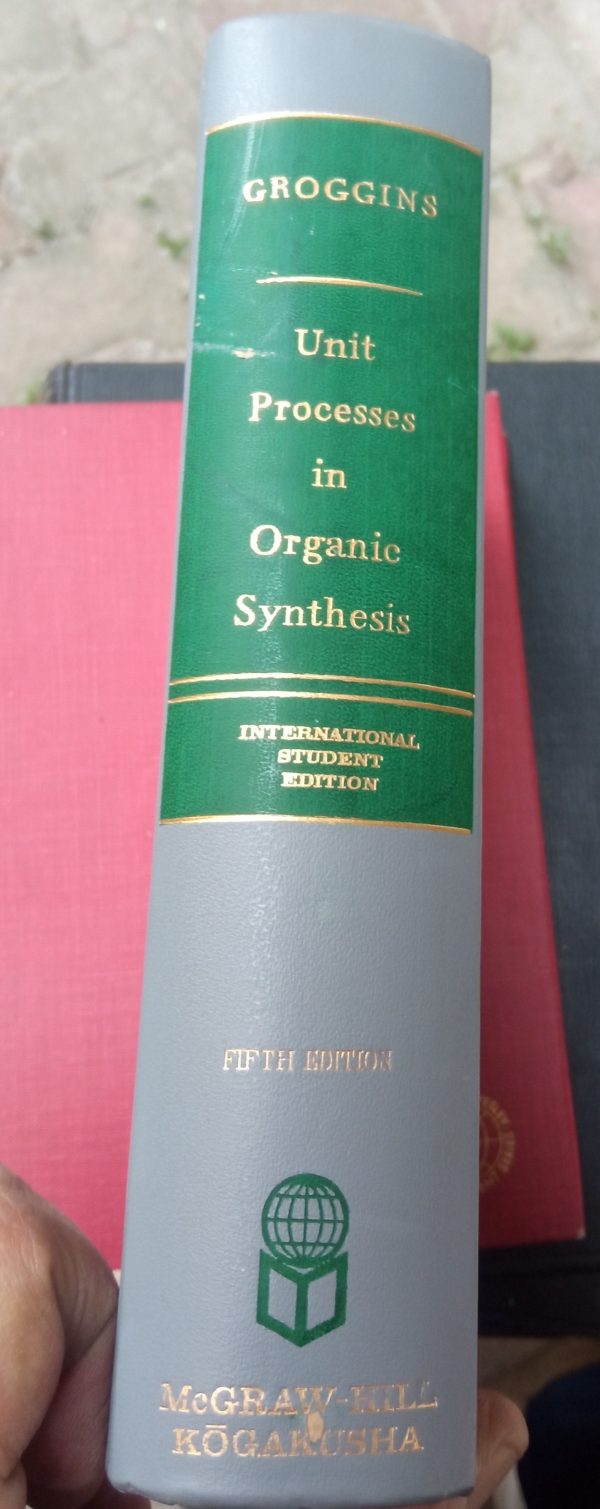 GROGGINS
Unit
Processes
in
Organic
Synthesis
INTERNATIONAL
STUDENT
EDITION
FIFTH EDITION
McGRAW-HILL
KŌGAKUSHA